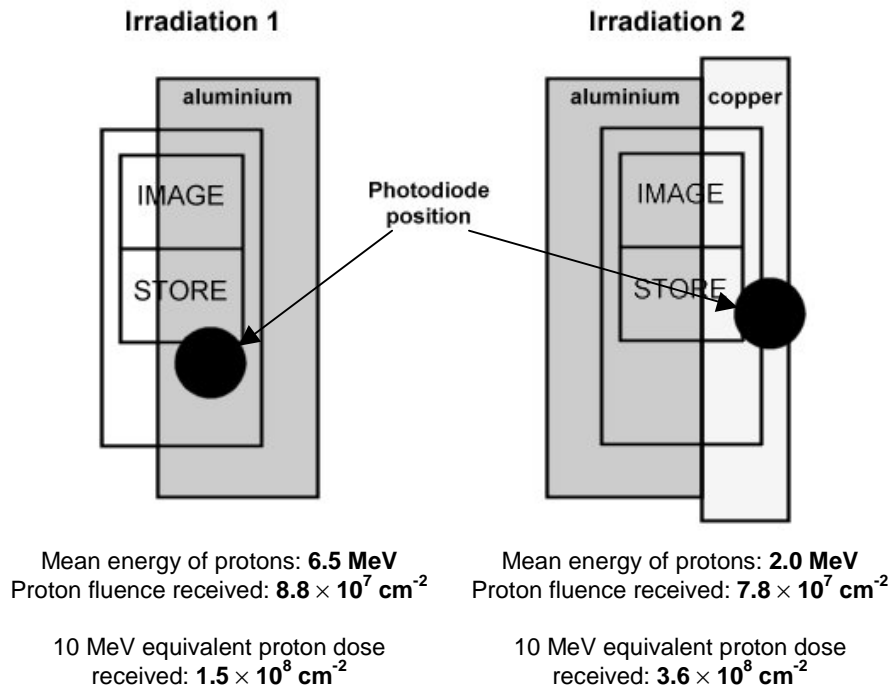 Irradiation 1
Irradiation 2
aluminium
aluminium
copper
IMAGE
STORE
Photodiode
position
IMAGE
STORE
Mean energy of protons: 6.5 MeV
Proton fluence received: 8.8 × 10⁷ cm⁻²
10 MeV equivalent proton dose
received: 1.5 × 10⁸ cm⁻²
Mean energy of protons: 2.0 MeV
Proton fluence received: 7.8 × 10⁷ cm⁻²
10 MeV equivalent proton dose
received: 3.6 × 10⁸ cm⁻²